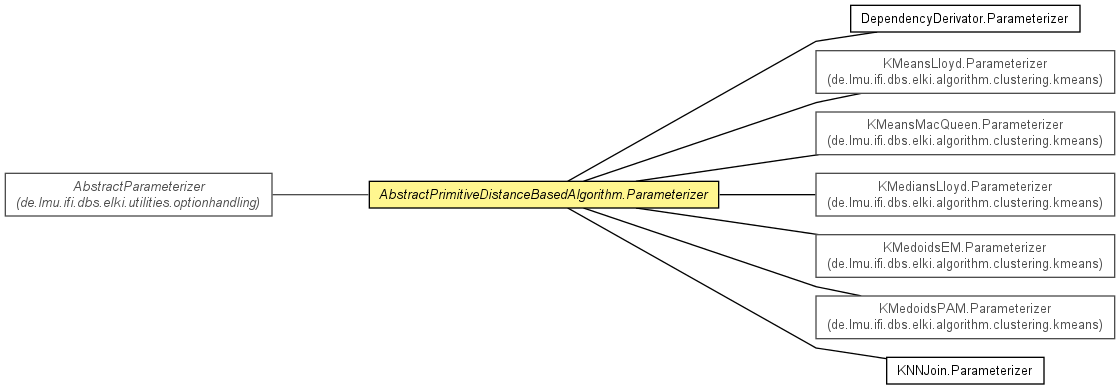 DependencyDerivator.Parameterizer
KMeansLloyd.Parameterizer
(de.lmu.ifi.dbs.elki.algorithm.clustering.kmeans)
KMeansMacQueen.Parameterizer
(de.lmu.ifi.dbs.elki.algorithm.clustering.kmeans)
AbstractParameterizer
(de.lmu.ifi.dbs.elki.utilities.optionhandling)
AbstractPrimitiveDistanceBasedAlgorithm.Parameterizer
KMediansLloyd.Parameterizer
(de.lmu.ifi.dbs.elki.algorithm.clustering.kmeans)
KMedoidsEM.Parameterizer
(de.lmu.ifi.dbs.elki.algorithm.clustering.kmeans)
KMedoidsPAM.Parameterizer
(de.lmu.ifi.dbs.elki.algorithm.clustering.kmeans)
KNNJoin.Parameterizer